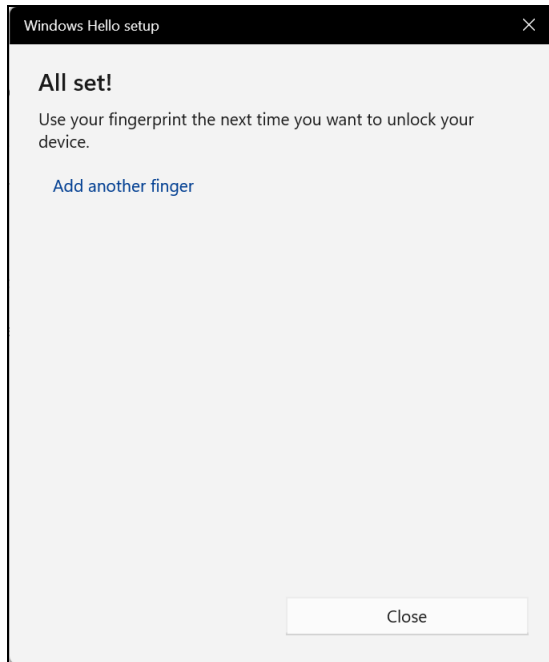 Windows Hello setup
All set!
Use your fingerprint the next time you want to unlock your
device.
Add another finger
Close